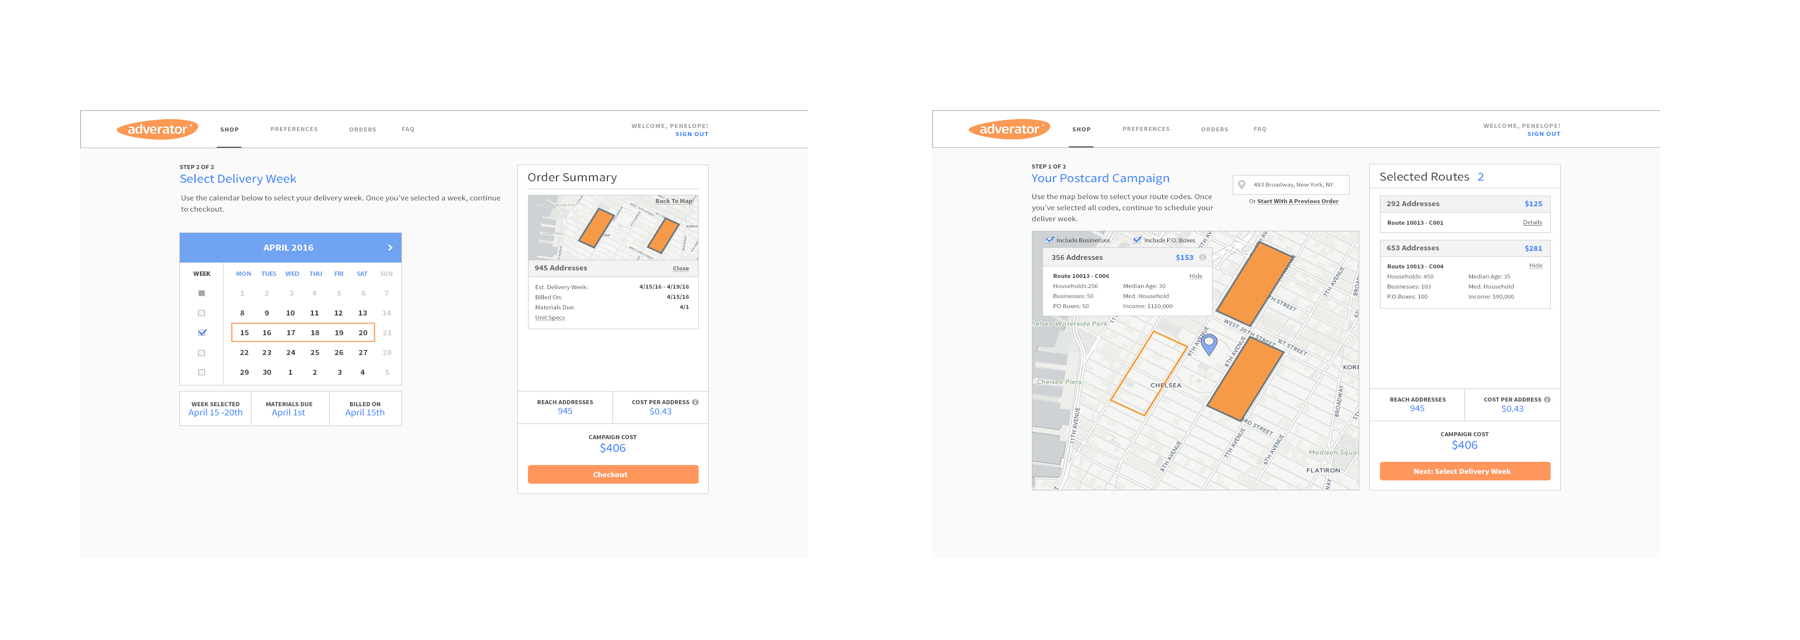 adverator
SHOP
PREFERENCES
ORDERS
FAQ
WELCOME, PENELOPE!
SIGN OUT
STEP 2 OF 2
Select Delivery Week
Use the calendar below to select your delivery week. Once you've selected a week, continue
to checkout.
APRIL 2016
WEEK MON TUES WED THU FRI SAT SUN
1 2 3 4 5 6 7
8 9 10 11 12 13 14
15 16 17 18 19 20 21
22 23 24 25 26 27 28
29 30 1 2 3 4 5
WEEK SELECTED
April 15 -20th
MATERIALS DUE
April 1st
BILLED ON
April 15th
Order Summary
Back To Map
945 Addresses
Close
Est. Delivery Week: 4/15/16 - 4/19/16
Billed On: 4/15/16
Materials Due: 4/1
Unit Specs
REACH ADDRESSES
945
COST PER ADDRESS
$0.43
CAMPAIGN COST
$406
Checkout
adverator
SHOP
PREFERENCES
ORDERS
FAQ
WELCOME, PENELOPE!
SIGN OUT
STEP 1 OF 2
Your Postcard Campaign
Use the map below to select your route codes. Once
you've selected all codes, continue to schedule your
deliver week.
483 Broadway, New York, NY
Or Start With A Previous Order
Include Businesses
Include P.O. Boxes
356 Addresses
$153
Route 10013 - C006
Hide
Households:256
Median Age: 30
Businesses: 50
Med. Household
PO Boxes: 50
Income: $110,000
7TH AVENUE
BROADWAY
H STREET
helsea Waterside Park
WEST 30TH STREET
ST STREET
9TH AVENUE
8TH AVENUE
KORE
Chelsea Piers
CHELSEA
BROADWAY
11TH AVENUE
RD STREET
8TH AVENUE
7TH AVENUE
6TH AVENUE
Madison Squa
FLATIRON
WAY
Selected Routes 2
292 Addresses
$125
Route 10013 - C001
Details
653 Addresses
$281
Route 10013 - C004
Hide
Households: 450
Median Age: 35
Businesses: 103
Med. Household
P.O.Boxes: 100
Income: $90,000
REACH ADDRESSES
945
COST PER ADDRESS
$0.43
CAMPAIGN COST
$406
Next: Select Delivery Week